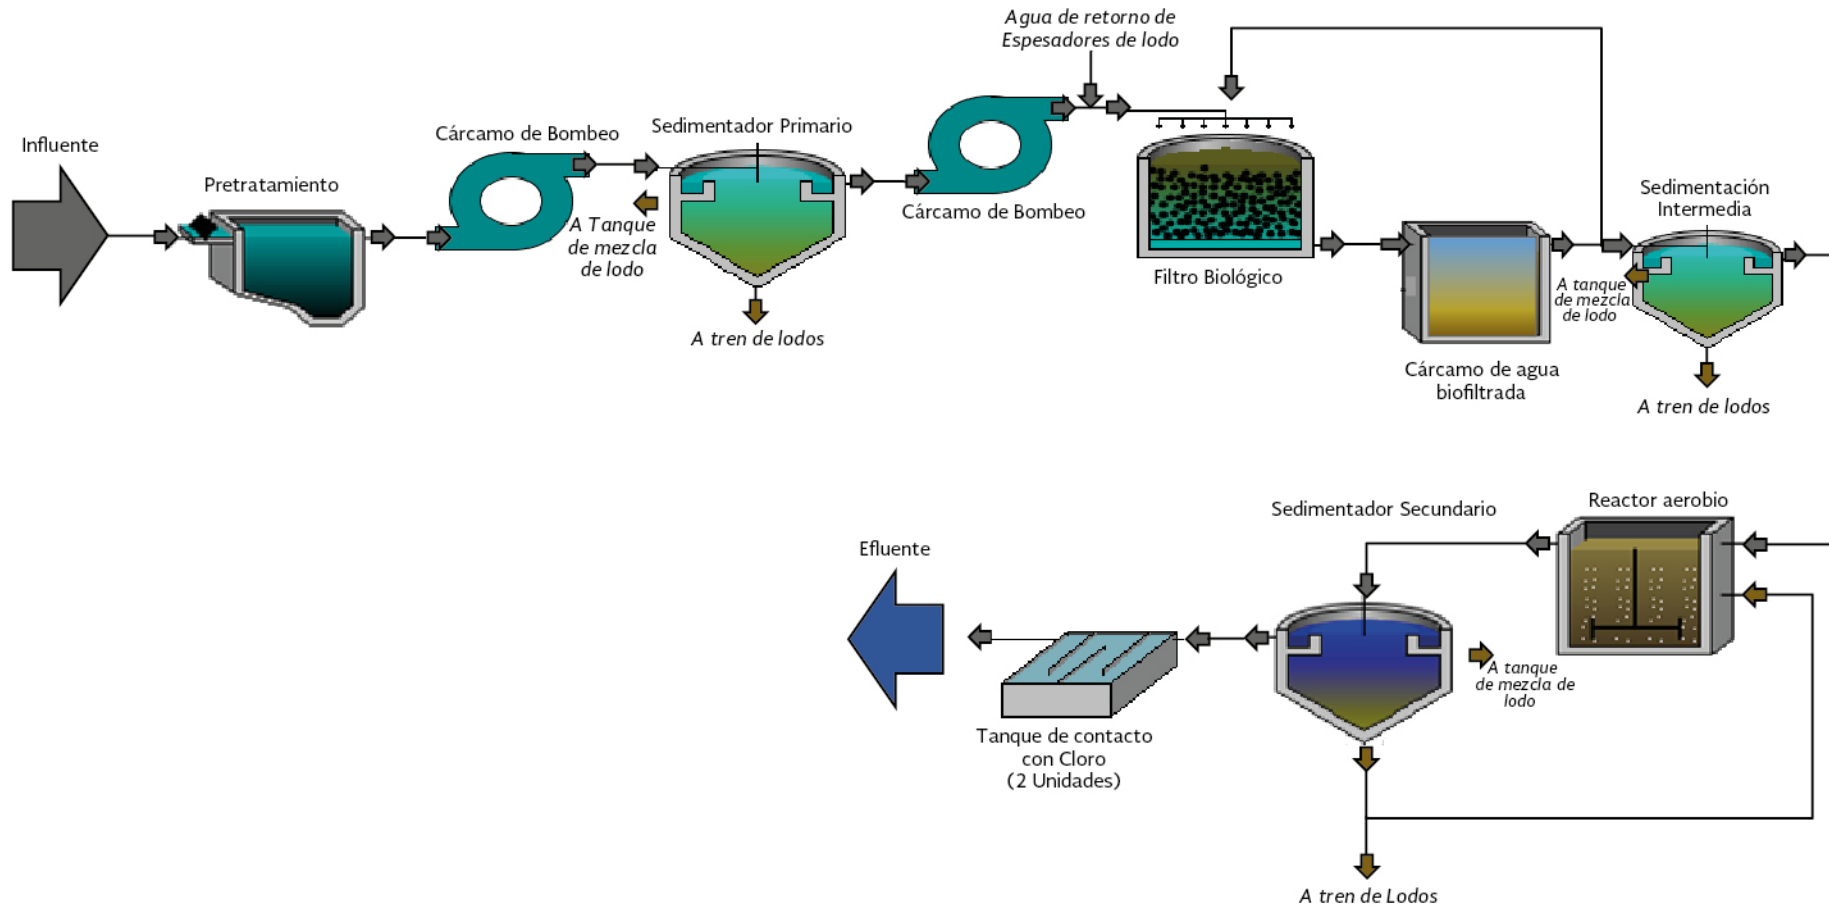 Agua de retorno de
Espesadores de lodo
Influente
Pretratamiento
Cárcamo de Bombeo
Sedimentador Primario
A Tanque
de mezcla
de lodo
A tren de lodos
Cárcamo de Bombeo
Filtro Biológico
Cárcamo de agua
biofiltrada
Sedimentación
Intermedia
A tanque
de mezcla
de lodo
A tren de lodos
Reactor aerobio
Sedimentador Secundario
A tanque
de mezcla de
lodo
A tren de Lodos
Tanque de contacto
con Cloro
(2 Unidades)
Efluente